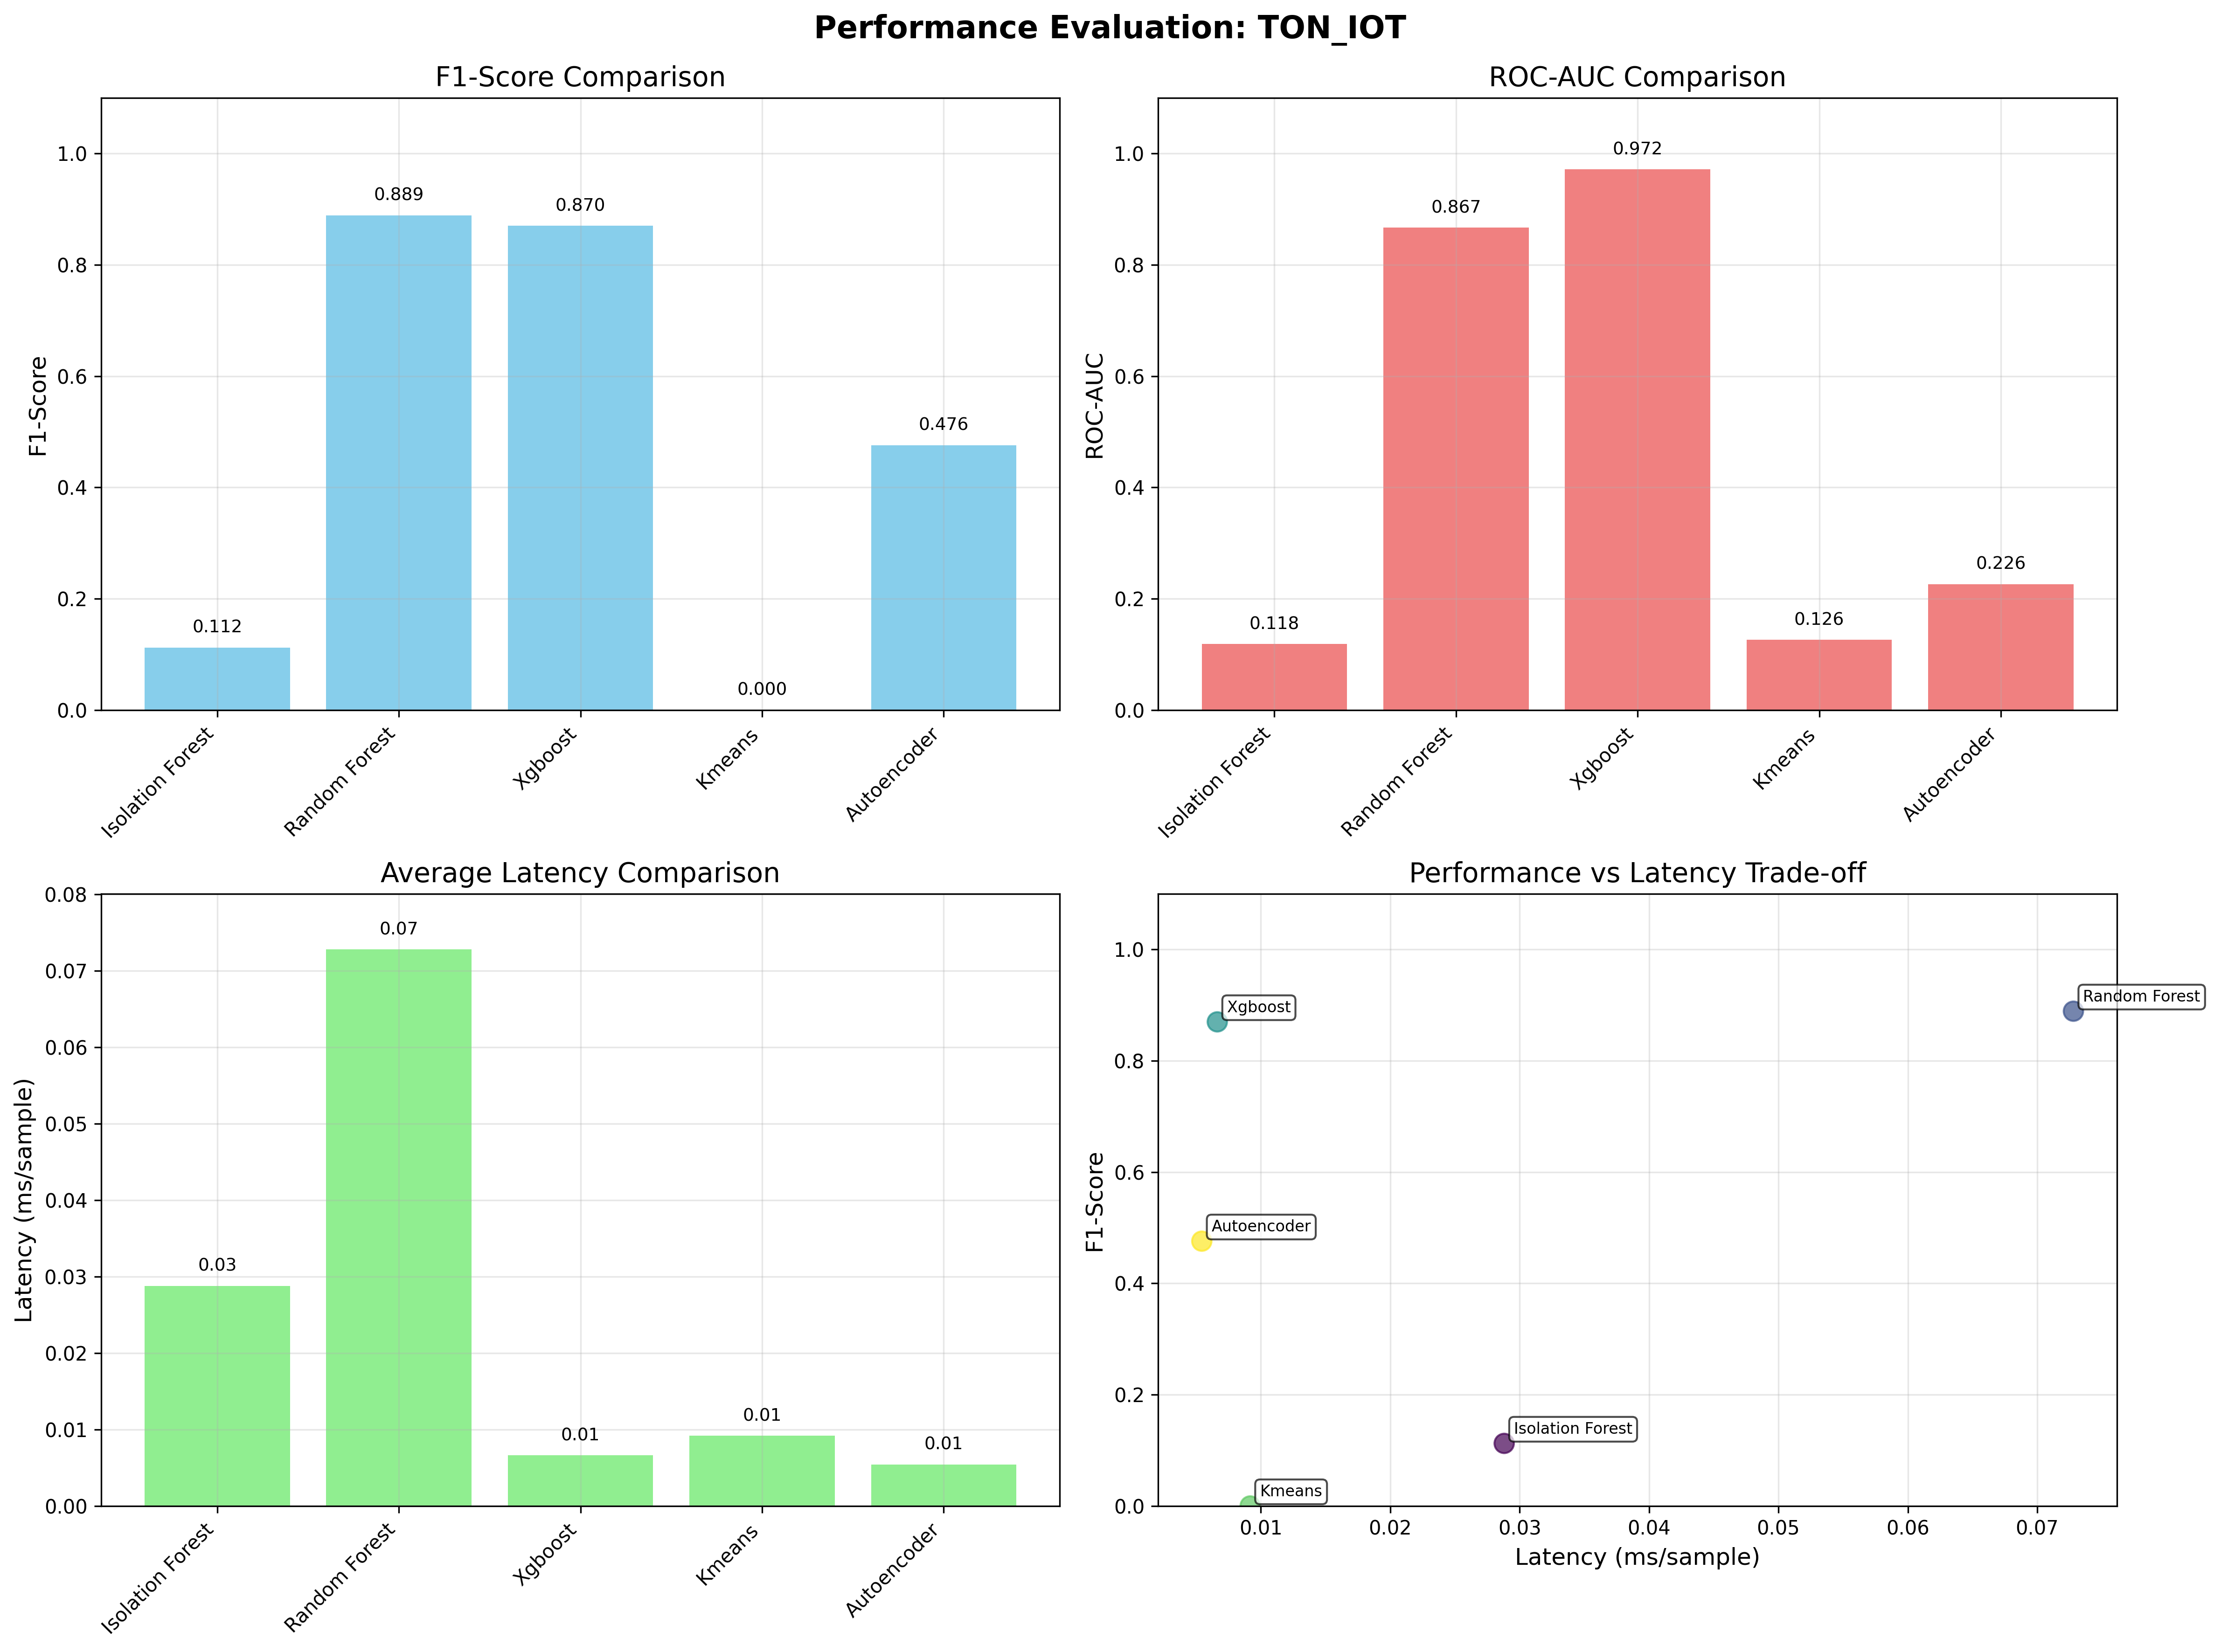 Performance Evaluation: TON_IOT
F1-Score Comparison
F1-Score
1.0
0.8
0.6
0.4
0.2
0.0
0.112
0.889
0.870
0.000
0.476
Isolation Forest
Random Forest
Xgboost
Kmeans
Autoencoder
ROC-AUC Comparison
ROC-AUC
1.0
0.8
0.6
0.4
0.2
0.0
0.118
0.867
0.972
0.126
0.226
Isolation Forest
Random Forest
Xgboost
Kmeans
Autoencoder
Average Latency Comparison
Latency (ms/sample)
0.08
0.07
0.06
0.05
0.04
0.03
0.02
0.01
0.00
0.03
0.07
0.01
0.01
0.01
Isolation Forest
Random Forest
Xgboost
Kmeans
Autoencoder
Performance vs Latency Trade-off
F1-Score
1.0
0.8
0.6
0.4
0.2
0.0
Xgboost
Random Forest
Autoencoder
Isolation Forest
Kmeans
0.01
0.02
0.03
0.04
0.05
0.06
0.07
Latency (ms/sample)